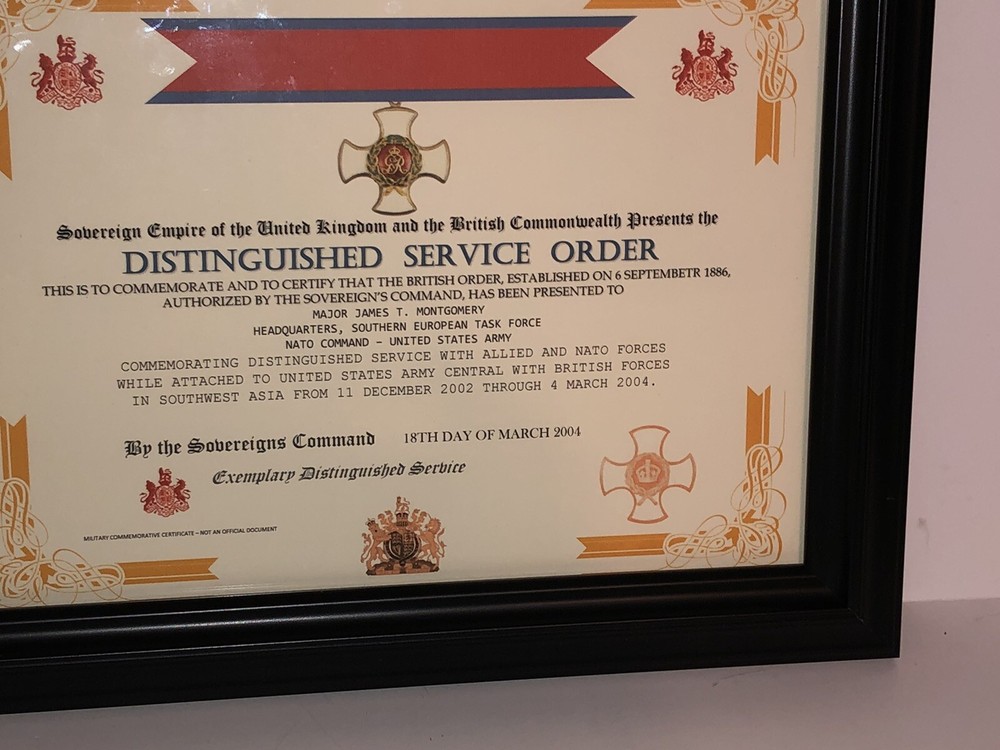 Sovereign Empire of the United Kingdom and the British Commonwealth Presents the
DISTINGUISHED SERVICE ORDER
THIS IS TO COMMEMORATE AND TO CERTIFY THAT THE BRITISH ORDER, ESTABLISHED ON 6 SEPTEMBETR 1886,
AUTHORIZED BY THE SOVEREIGN'S COMMAND, HAS BEEN PRESENTED TO
MAJOR JAMES T. MONTGOMERY
HEADQUARTERS, SOUTHERN EUROPEAN TASK FORCE
NATO COMMAND – UNITED STATES ARMY
COMMEMORATING DISTINGUISHED SERVICE WITH ALLIED AND NATO FORCES
WHILE ATTACHED TO UNITED STATES ARMY CENTRAL WITH BRITISH FORCES
IN SOUTHWEST ASIA FROM 11 DECEMBER 2002 THROUGH 4 MARCH 2004.
By the Sovereigns Command 18TH DAY OF MARCH 2004
Exemplary Distinguished Service
MILITARY COMMEMORATIVE CERTIFICATE – NOT AN OFFICIAL DOCUMENT